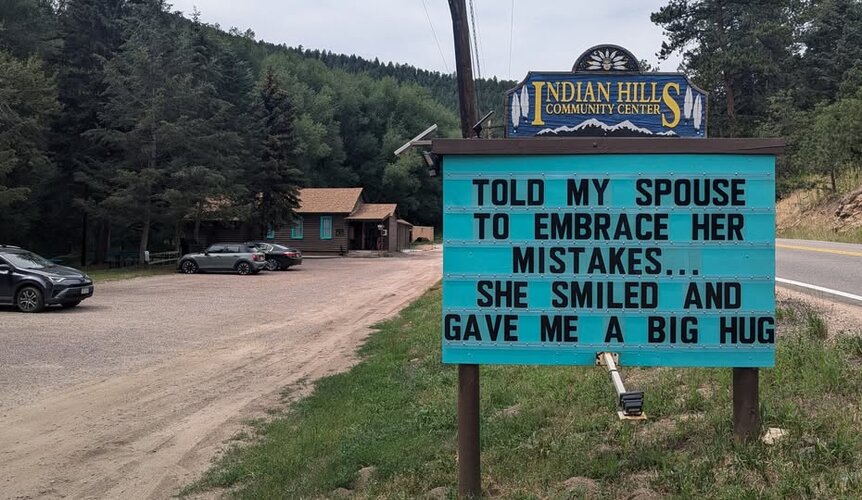 INDIAN HILLS
COMMUNITY CENTER
TOLD MY SPOUSE
TO EMBRACE HER
MISTAKES...
SHE SMILED AND
GAVE ME A BIG HUG